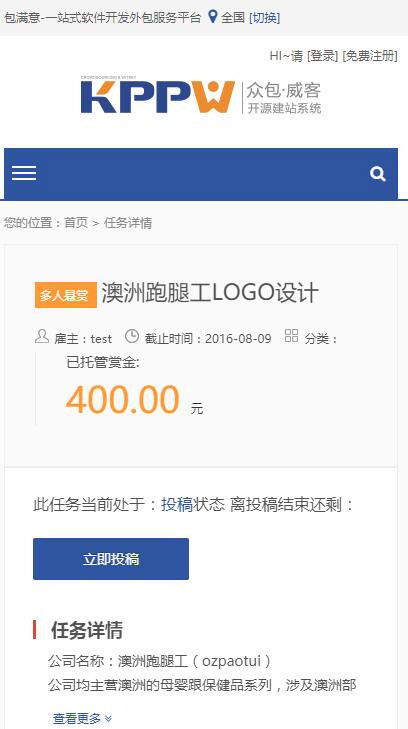 包满意-一站式软件开发外包服务平台 全国 [切换]
HI~请 [登录] [免费注册]
CROWDSOURCING & WITKEY
KPPW 众包·威客
开源建站系统
您的位置：首页 > 任务详情
多人悬赏 澳洲跑腿工LOGO设计
雇主：test 截止时间：2016-08-09 分类：
已托管赏金:
400.00 元
此任务当前处于：投稿状态 离投稿结束还剩：
立即投稿
任务详情
公司名称：澳洲跑腿工（ozpaotui）
公司均主营澳洲的母婴跟保健品系列，涉及澳洲部
查看更多